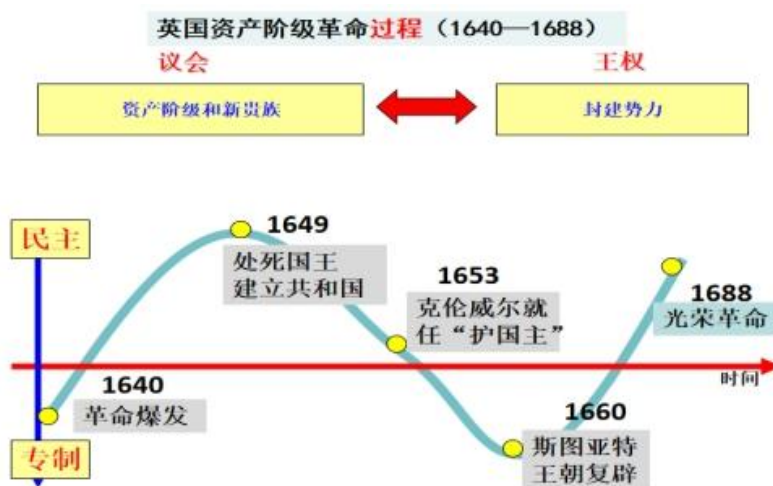 英国资产阶级革命过程（1640—1688）
议会
王权
资产阶级和新贵族
封建势力
民主
1649
处死国王
建立共和国
1653
克伦威尔就
任“护国主”
1688
光荣革命
时间
1640
革命爆发
1660
斯图亚特
王朝复辟
专制